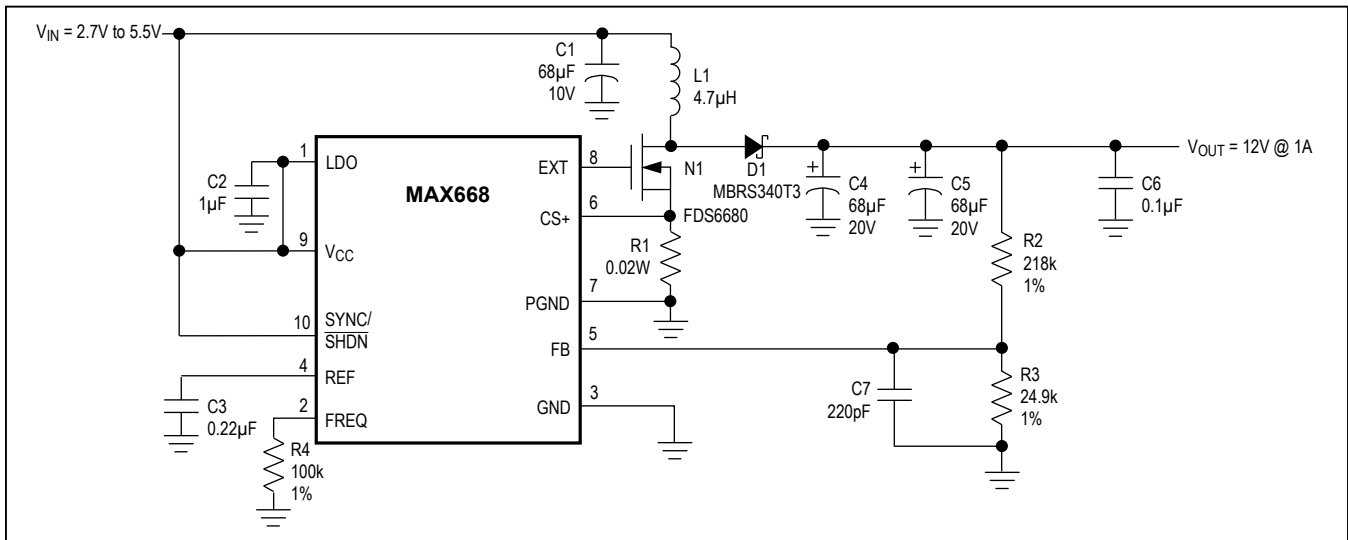 VIN = 2.7V to 5.5V
C1
68µF
10V
L1
4.7µH
1
LDO
C2
1µF
MAX668
EXT
8
N1
FDS6680
D1
MBRS340T3
+
C4
68µF
20V
+
C5
68µF
20V
VOUT = 12V @ 1A
C6
0.1µF
CS+
6
9
VCC
R1
0.02W
R2
218k
1%
PGND
7
10
SYNC/
SHDN
FB
5
4
REF
C3
0.22µF
C7
220pF
R3
24.9k
1%
2
FREQ
GND
3
R4
100k
1%